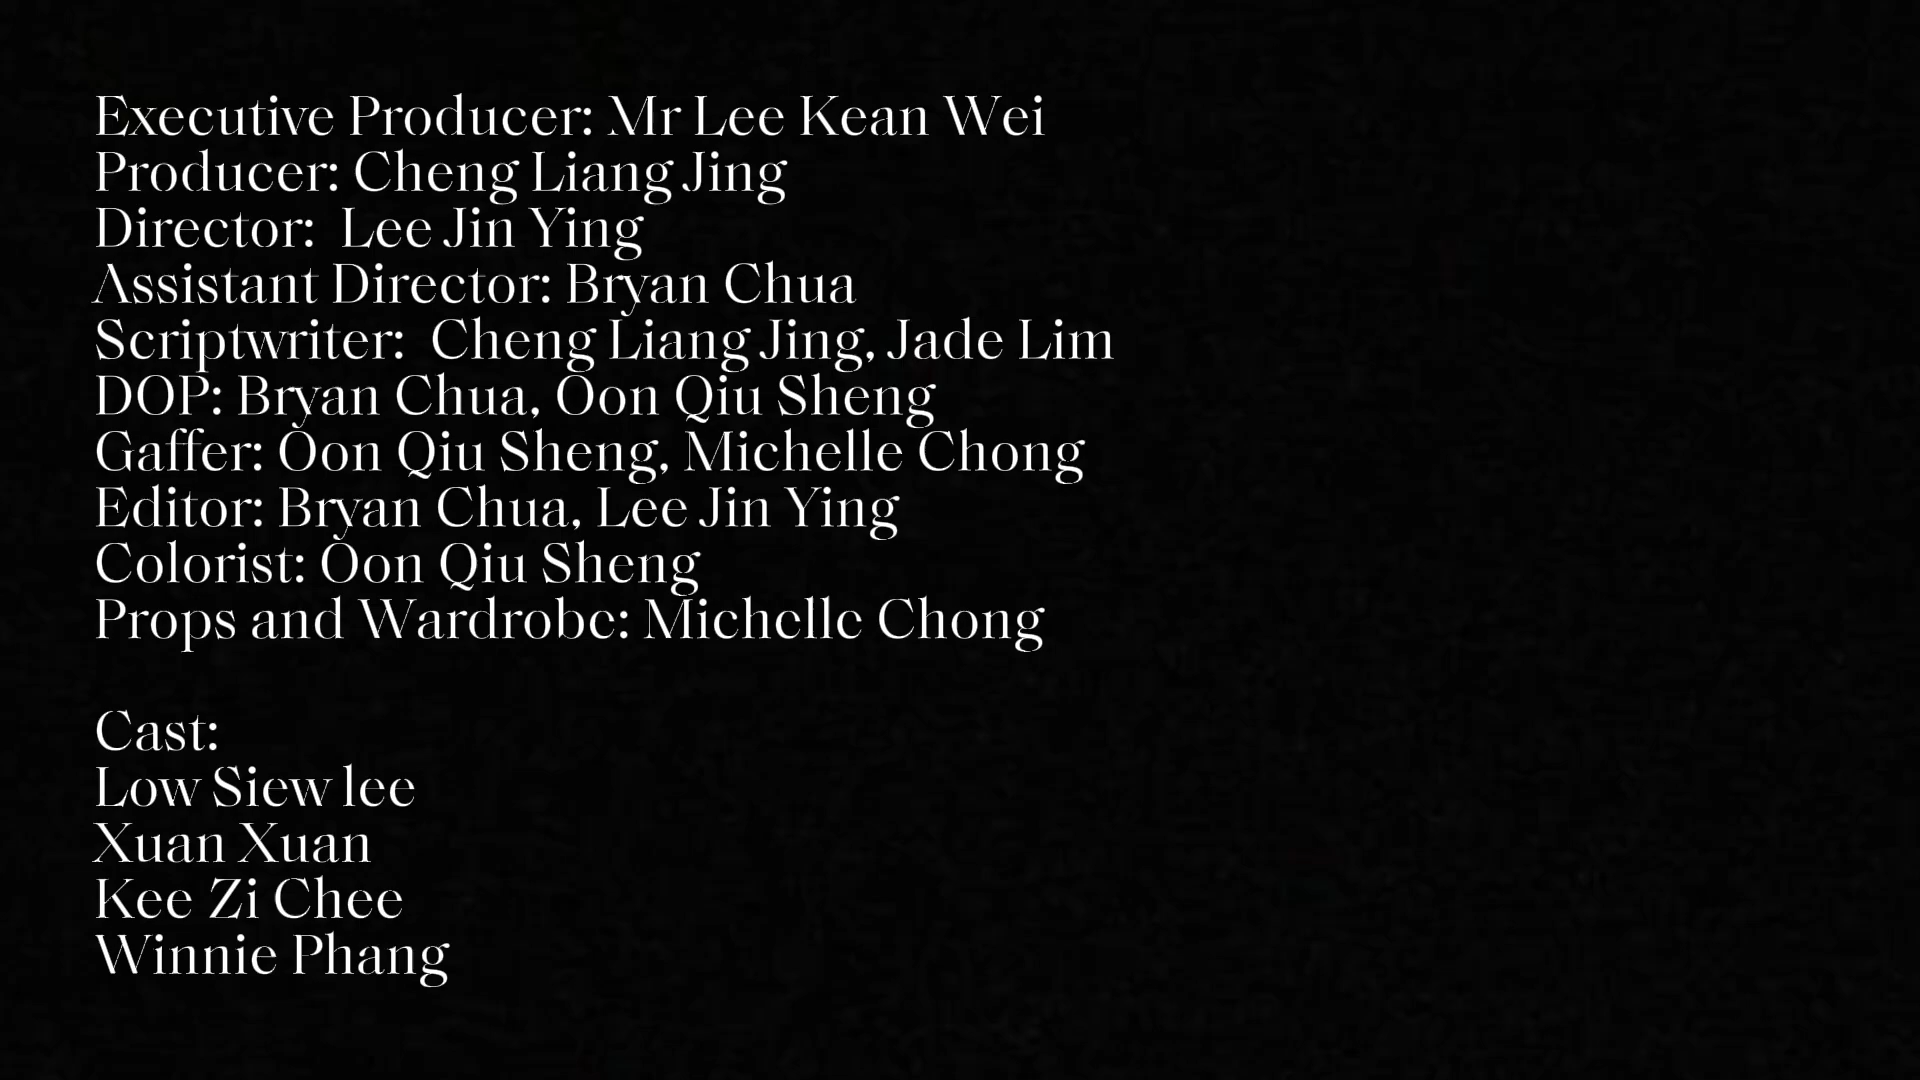 Executive Producer: Mr Lee Kean Wei
Producer: Cheng Liang Jing
Director:  Lee Jin Ying
Assistant Director: Bryan Chua
Scriptwriter:  Cheng Liang Jing, Jade Lim
DOP: Bryan Chua, Oon Qiu Sheng
Gaffer: Oon Qiu Sheng, Michelle Chong
Editor: Bryan Chua, Lee Jin Ying
Colorist: Oon Qiu Sheng
Props and Wardrobe: Michelle Chong
Cast:
Low Siew lee
Xuan Xuan
Kee Zi Chee
Winnie Phang